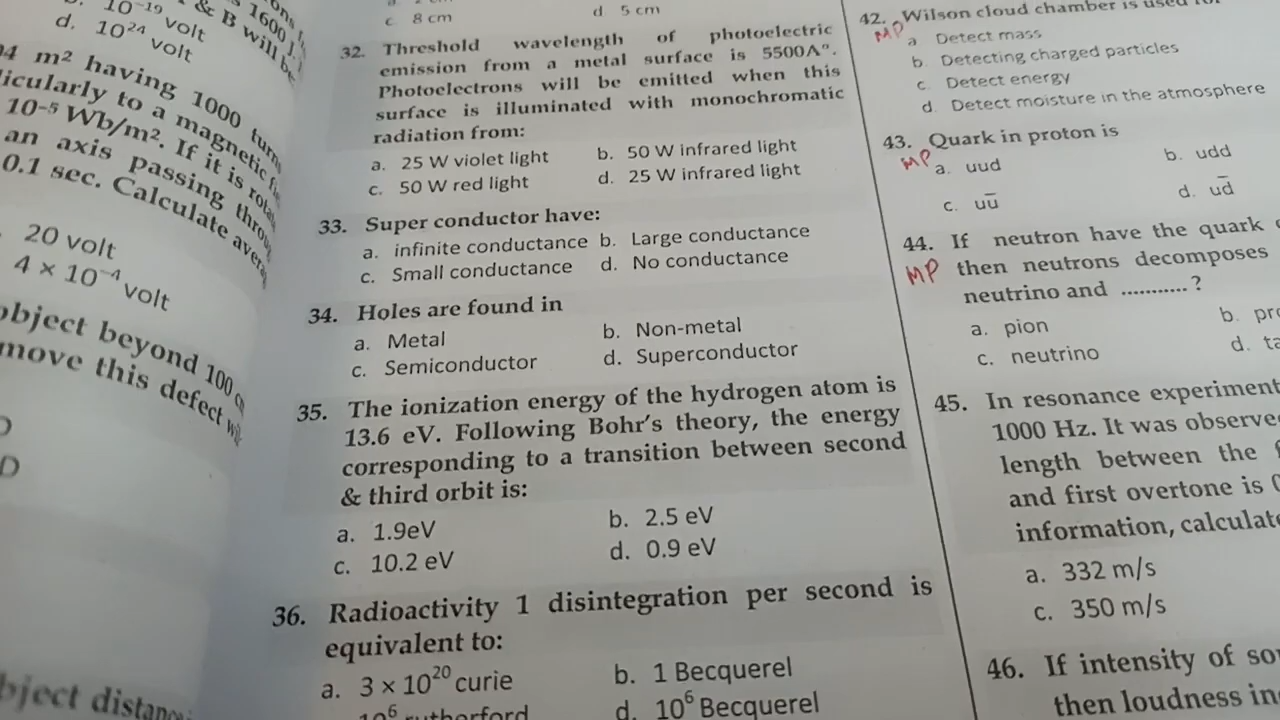 10⁻¹⁹ volt
d. 10²⁴ volt
& B will be
1600 J
m² having 1000 turns
to a magnetic
10⁻⁵ Wb/m². If it is
an axis passing
0.1 sec. Calculate
20 volt
4 × 10⁻⁴ volt
object beyond 100
move this defect
D
distance
c. 8 cm
d 5 cm
32. Threshold wavelength of photoelectric
emission from a metal surface is 5500A°.
Photoelectrons will be emitted when this
surface is illuminated with monochromatic
radiation from:
a. 25 W violet light b. 50 W infrared light
c. 50 W red light d. 25 W infrared light
33. Super conductor have:
a. infinite conductance b. Large conductance
c. Small conductance d. No conductance
34. Holes are found in
a. Metal b. Non-metal
c. Semiconductor d. Superconductor
35. The ionization energy of the hydrogen atom is
13.6 eV. Following Bohr's theory, the energy
corresponding to a transition between second
& third orbit is:
a. 1.9eV b. 2.5 eV
c. 10.2 eV d. 0.9 eV
36. Radioactivity 1 disintegration per second is
equivalent to:
a. 3 × 10²⁰ curie b. 1 Becquerel
10⁶ rutherford d. 10⁶ Becquerel
42. Wilson cloud chamber is used for
MP
a Detect mass
b. Detecting charged particles
c. Detect energy
d. Detect moisture in the atmosphere
43. Quark in proton is
MP
a. uud b. udd
c. uū d. ud̄
44. If neutron have the quark
MP then neutrons decomposes
neutrino and ...........?
a. pion b.
c. neutrino d.
45. In resonance experiment
1000 Hz. It was observed
length between the
and first overtone is
information, calculate
a. 332 m/s
c. 350 m/s
46. If intensity of
then loudness